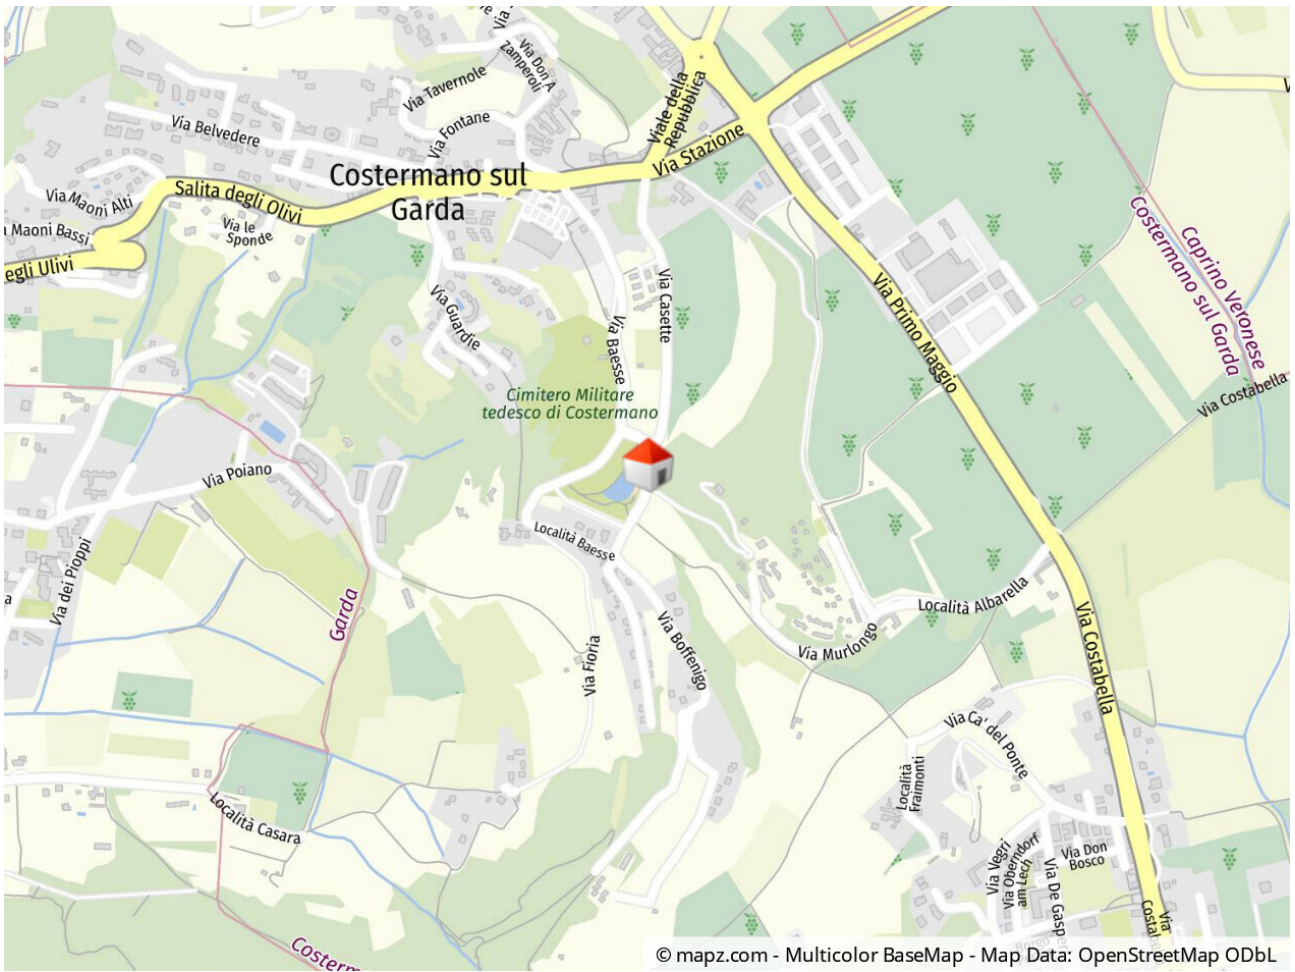 Via Don A
Zamperoli
Via Tavernole
Viale della
Repubblica
Via Belvedere
Via Fontane
Via Stazione
Costermano sul
Garda
Via Maoni Alti
Salita degli Olivi
Via le
Sponde
a Maoni Bassi
egli Ulivi
Caprino Veronese
Costermano sul Garda
Via Casette
Via Guardie
Via Baesse
Via Primo Maggio
Via Costabella
Cimitero Militare
tedesco di Costermano
Via Poiano
Località Baesse
Via dei Pioppi
Garda
Località Albarella
Via Costabella
Via Murlongo
Via Boffenigo
Via Fioria
Via Ca' del Ponte
Località
Fraimonti
Località Casara
Via Vegri
Via Oberndorf
am Lech
Via Don
Bosco
Via De Gasp
Via
Costabe
Costerm
© mapz.com - Multicolor BaseMap - Map Data: OpenStreetMap ODbL